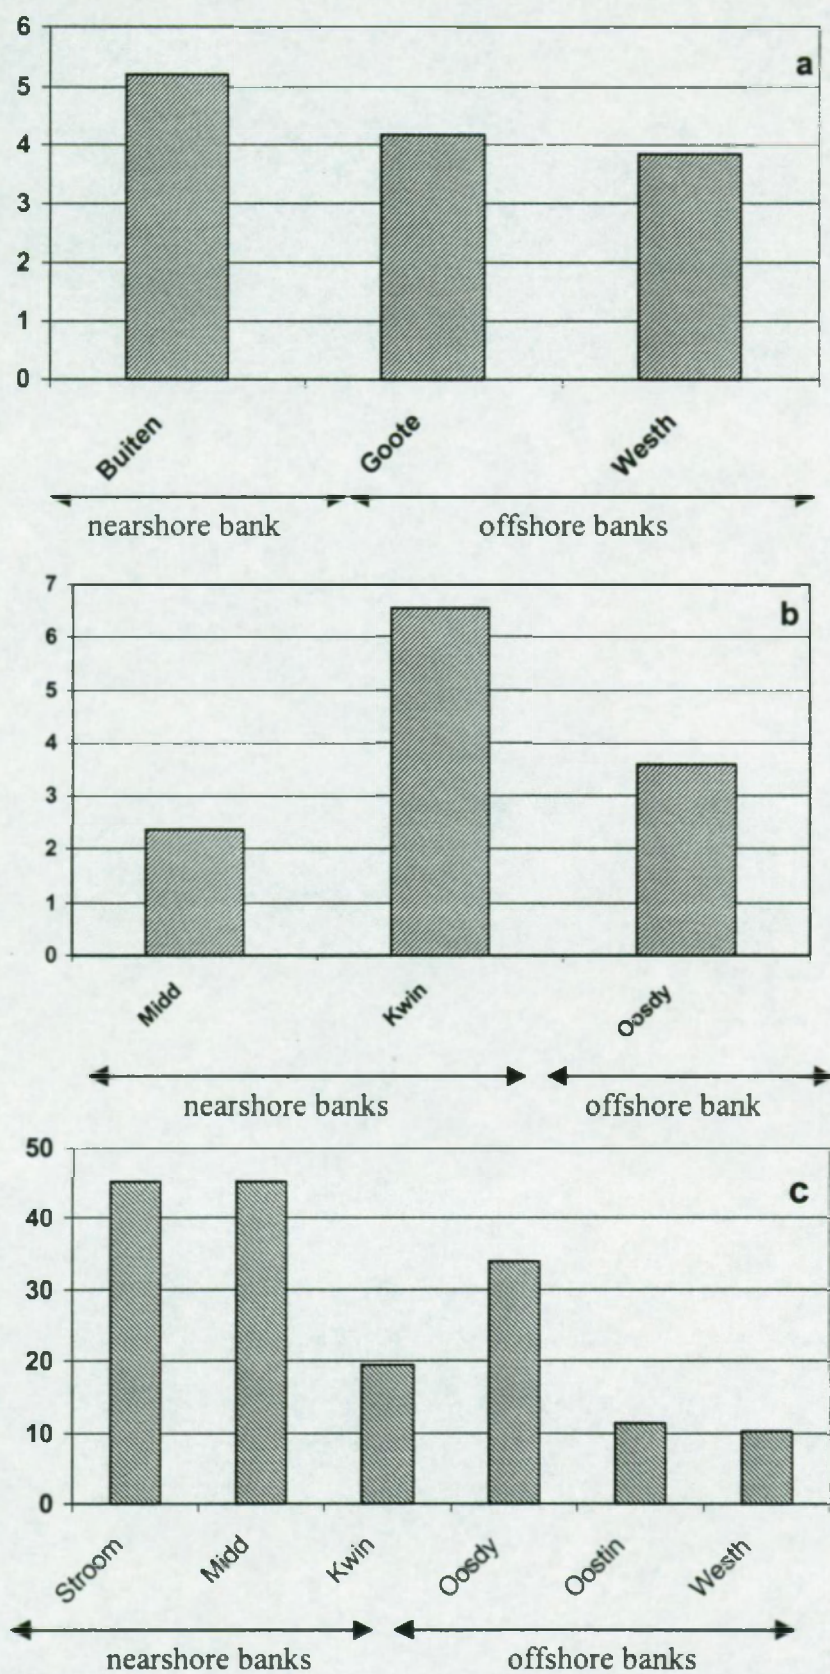 6
a
5
4
3
2
1
0
Buiten Goote Westh
nearshore bank offshore banks
7
b
6
5
4
3
2
1
0
Midd Kwin Oosdy
nearshore banks offshore bank
50
c
40
30
20
10
0
Stroom Midd Kwin Oosdy Oostin Westh
nearshore banks offshore banks